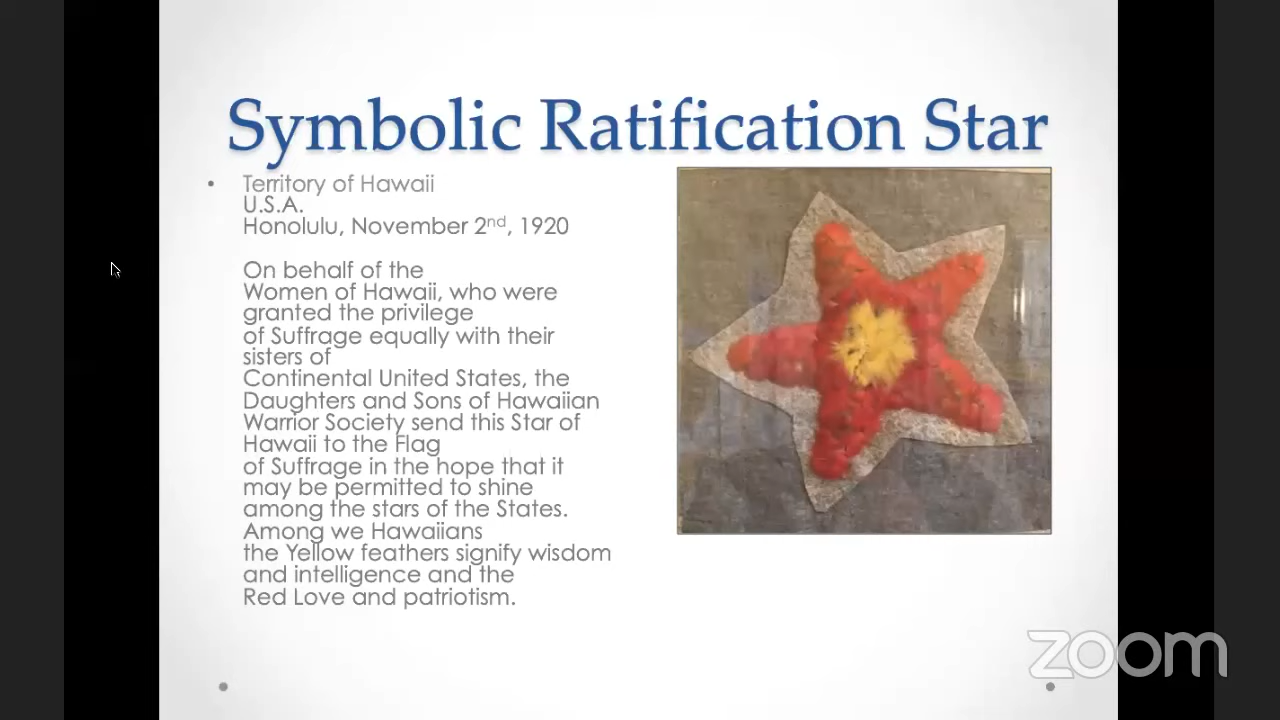 Symbolic Ratification Star
• Territory of Hawaii
U.S.A.
Honolulu, November 2nd, 1920
On behalf of the
Women of Hawaii, who were
granted the privilege
of Suffrage equally with their
sisters of
Continental United States, the
Daughters and Sons of Hawaiian
Warrior Society send this Star of
Hawaii to the Flag
of Suffrage in the hope that it
may be permitted to shine
among the stars of the States.
Among we Hawaiians
the Yellow feathers signify wisdom
and intelligence and the
Red Love and patriotism.
zoom